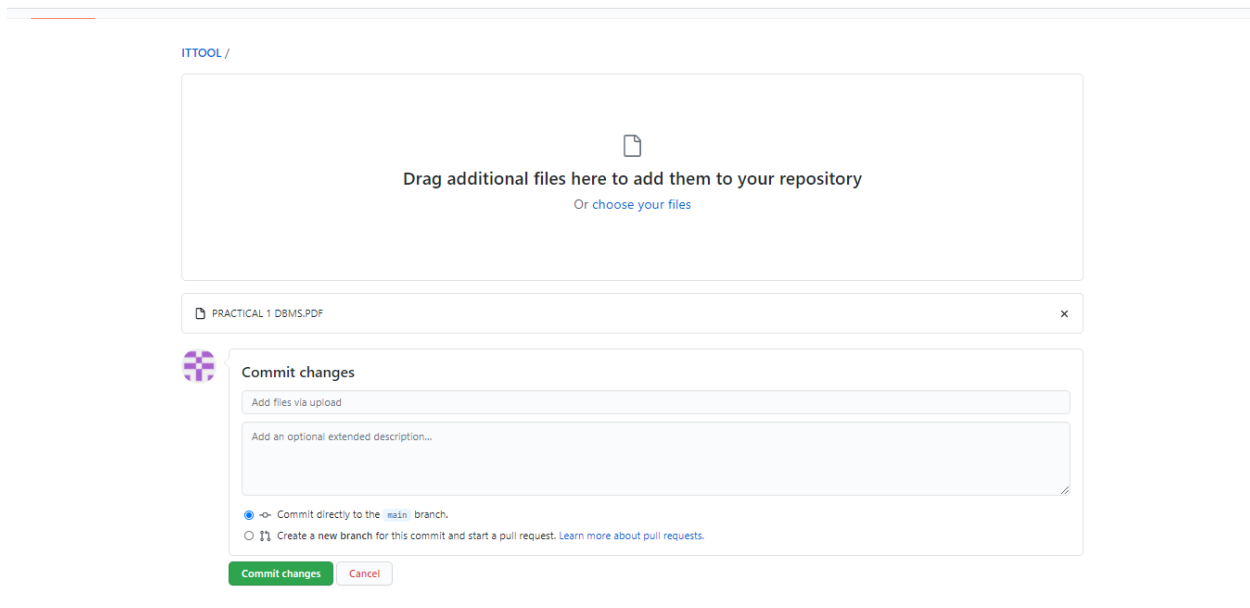 ITTOOL /
Drag additional files here to add them to your repository
Or choose your files
PRACTICAL 1 DBMS.PDF
Commit changes
Add files via upload
Add an optional extended description...
Commit directly to the main branch.
Create a new branch for this commit and start a pull request. Learn more about pull requests.
Commit changes Cancel